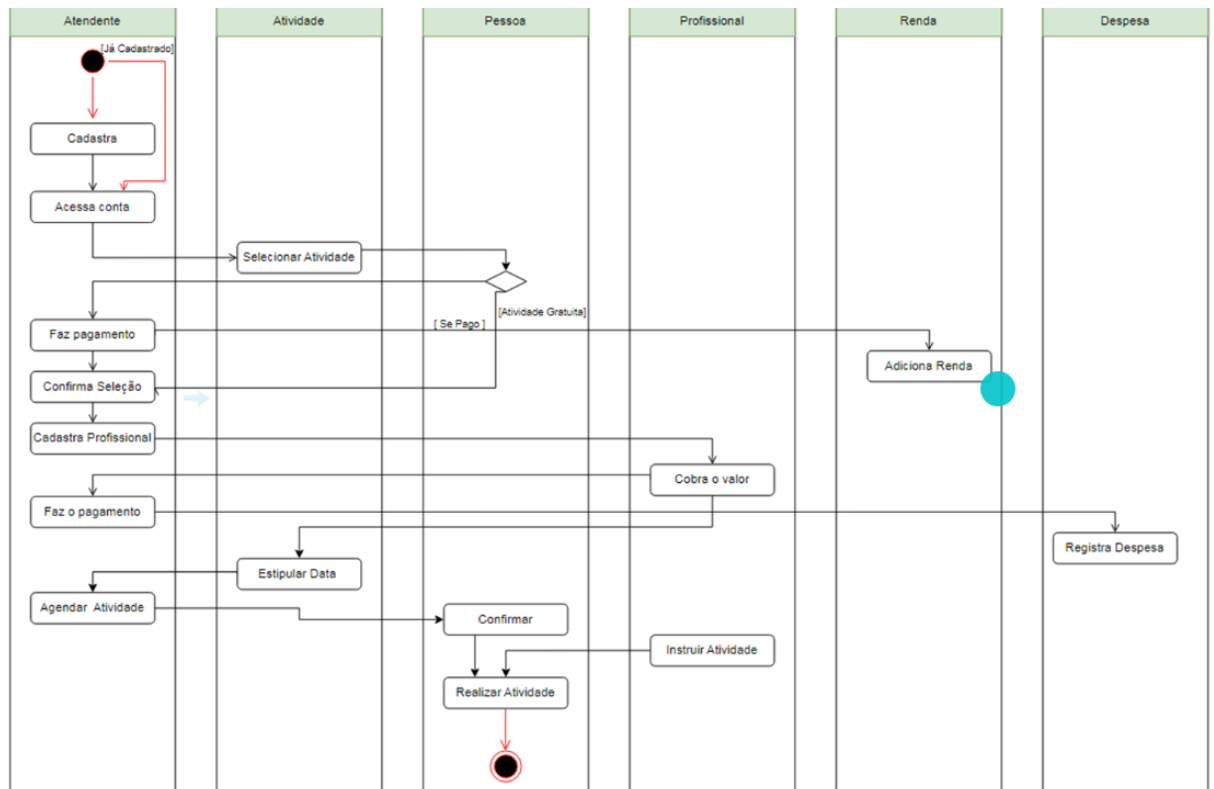 Atendente
Atividade
Pessoa
Profissional
Renda
Despesa
[Já Cadastrado]
Cadastra
Acessa conta
Selecionar Atividade
[Atividade Gratuita]
[ Se Pago ]
Faz pagamento
Adiciona Renda
Confirma Seleção
Cadastra Profissional
Cobra o valor
Faz o pagamento
Registra Despesa
Estipular Data
Agendar Atividade
Confirmar
Instruir Atividade
Realizar Atividade